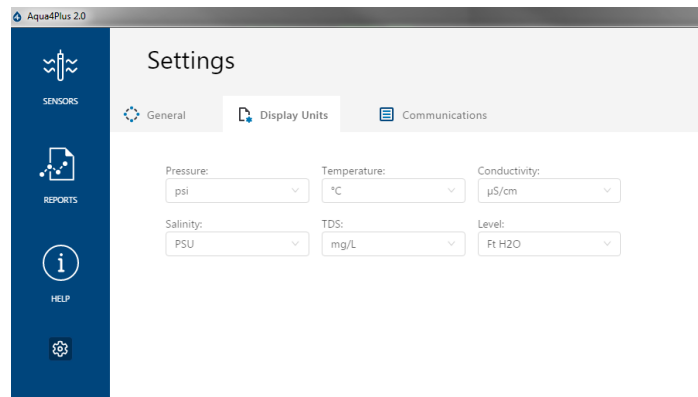 Aqua4Plus 2.0
SENSORS
REPORTS
HELP
Settings
General Display Units Communications
Pressure: Temperature: Conductivity:
psi °C µS/cm
Salinity: TDS: Level:
PSU mg/L Ft H2O